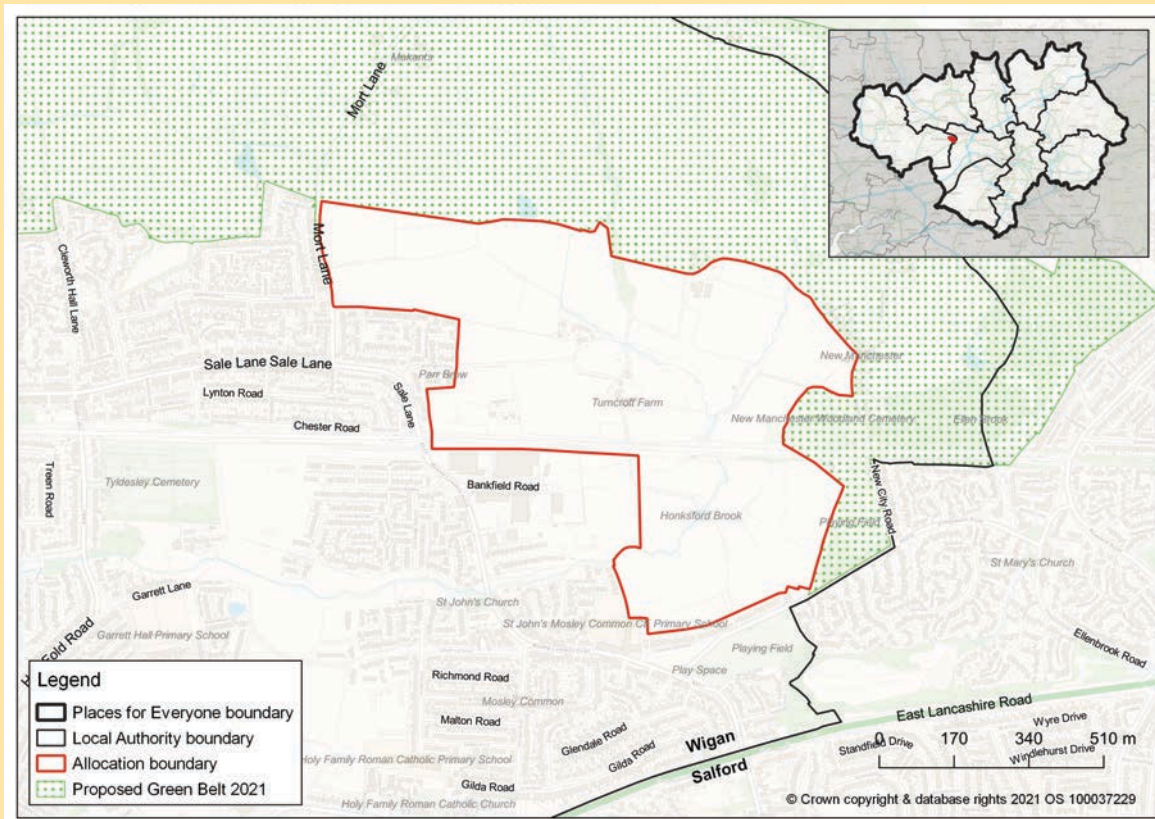 Makants
Mort Lane
Mort Lane
Cleworth Hall Lane
Sale Lane Sale Lane
Lynton Road
Sale Lane
Parr Brow
Chester Road
Turncroft Farm
New Manchester
New Manchester Woodland Cemetery
Ellen Brook
Treen Road
Tyldesley Cemetery
Bankfield Road
Honksford Brook
Playing Field
New City Road
St Mary's Church
Garrett Lane
Garrett Hall Primary School
Fold Road
St John's Church
St John's Mosley Common CE Primary School
Playing Field
Play Space
Ellenbrook Road
Richmond Road
Mosley Common
Malton Road
Glendale Road
Gilda Road
Wigan
Salford
East Lancashire Road
Wyre Drive
Standfield Drive
Windlehurst Drive
0 170 340 510 m
Holy Family Roman Catholic Primary School
Gilda Road
Holy Family Roman Catholic Church
Legend
Places for Everyone boundary
Local Authority boundary
Allocation boundary
Proposed Green Belt 2021
© Crown copyright & database rights 2021 OS 100037229